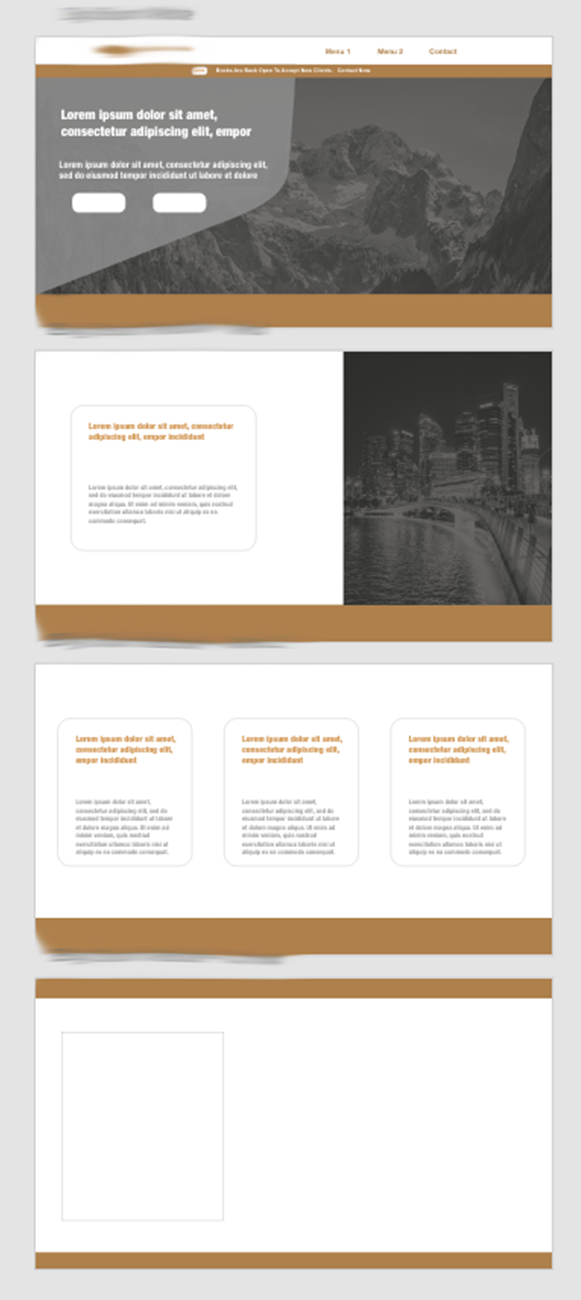 Menu 1 Menu 2 Contact
Books Are Back Open To Accept New Clients. Contact Now
Lorem ipsum dolor sit amet,
consectetur adipiscing elit, empor
Lorem ipsum dolor sit amet, consectetur adipiscing elit,
sed do eiusmod tempor incididunt ut labore et dolore
Lorem ipsum dolor sit amet, consectetur
adipiscing elit, empor incididunt
Lorem ipsum dolor sit amet, consectetur adipiscing elit,
sed do eiusmod tempor incididunt ut labore et dolore
magna aliqua. Ut enim ad minim veniam, quis nostrud
exercitation ullamco laboris nisi ut aliquip ex ea
commodo consequat.
Lorem ipsum dolor sit amet,
consectetur adipiscing elit,
empor incididunt
Lorem ipsum dolor sit amet,
consectetur adipiscing elit, sed do
eiusmod tempor incididunt ut labore
et dolore magna aliqua. Ut enim ad
minim veniam, quis nostrud
exercitation ullamco laboris nisi ut
aliquip ex ea commodo consequat.
Lorem ipsum dolor sit amet,
consectetur adipiscing elit,
empor incididunt
Lorem ipsum dolor sit amet,
consectetur adipiscing elit, sed do
eiusmod tempor incididunt ut labore
et dolore magna aliqua. Ut enim ad
minim veniam, quis nostrud
exercitation ullamco laboris nisi ut
aliquip ex ea commodo consequat.
Lorem ipsum dolor sit amet,
consectetur adipiscing elit,
empor incididunt
Lorem ipsum dolor sit amet,
consectetur adipiscing elit, sed do
eiusmod tempor incididunt ut labore
et dolore magna aliqua. Ut enim ad
minim veniam, quis nostrud
exercitation ullamco laboris nisi ut
aliquip ex ea commodo consequat.